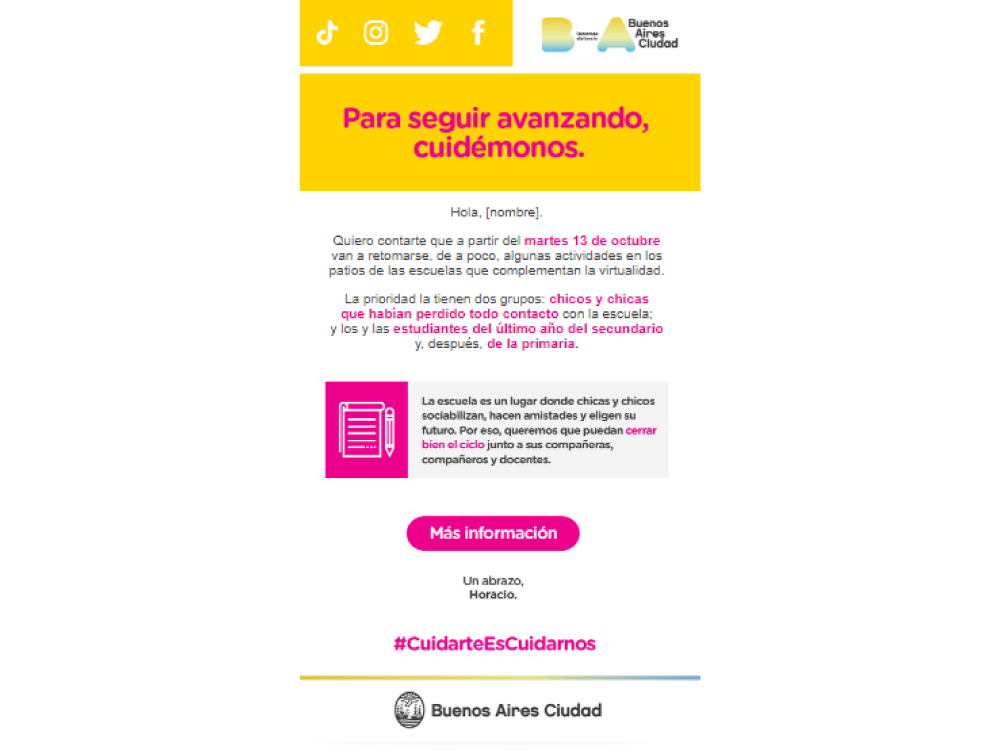 Buenos
Aires
Ciudad
Para seguir avanzando,
cuidémonos.
Hola, [nombre].
Quiero contarte que a partir del martes 13 de octubre
van a retomarse, de a poco, algunas actividades en los
patios de las escuelas que complementan la virtualidad.
La prioridad la tienen dos grupos: chicos y chicas
que habían perdido todo contacto con la escuela;
y los y las estudiantes del último año del secundario
y, después, de la primaria.
La escuela es un lugar donde chicas y chicos
sociabilizan, hacen amistades y eligen su
futuro. Por eso, queremos que puedan cerrar
bien el ciclo junto a sus compañeras,
compañeros y docentes.
Más información
Un abrazo,
Horacio.
#CuidarteEsCuidarnos
Buenos Aires Ciudad